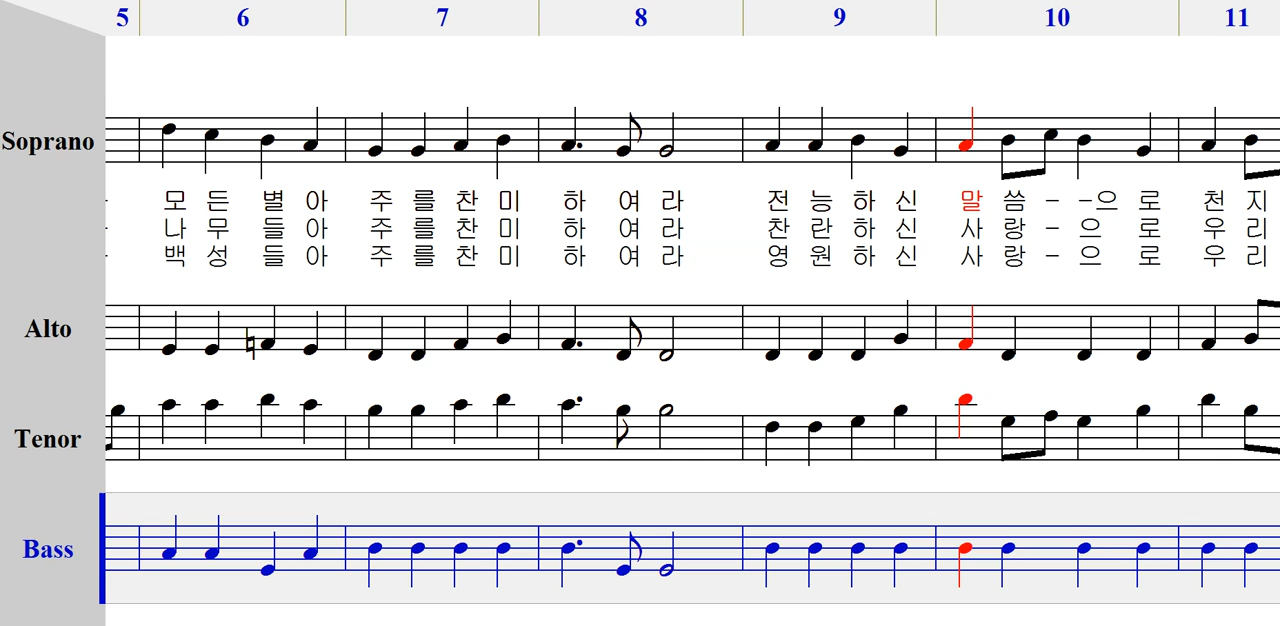 5 6 7 8 9 10 11
Soprano
모 든 별 아 주 를 찬 미 하 여 라 전 능 하 신 말 씀 - -으 로 천 지
나 무 들 아 주 를 찬 미 하 여 라 찬 란 하 신 사 랑 - 으 로 우 리
백 성 들 아 주 를 찬 미 하 여 라 영 원 하 신 사 랑 - 으 로 우 리
Alto
Tenor
Bass